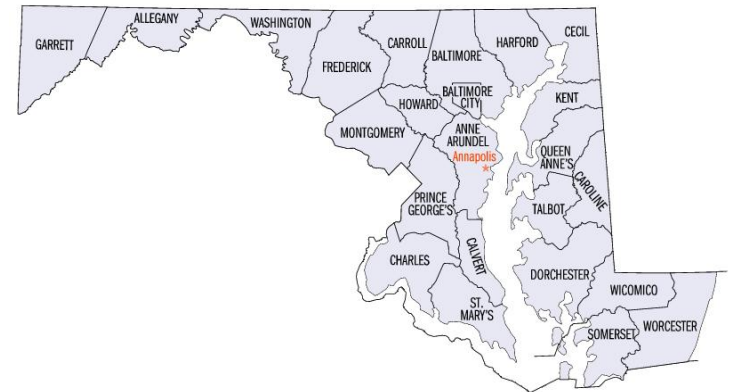 GARRETT
ALLEGANY
WASHINGTON
FREDERICK
CARROLL
BALTIMORE
HARFORD
CECIL
BALTIMORE
CITY
HOWARD
KENT
MONTGOMERY
ANNE
ARUNDEL
Annapolis
QUEEN
ANNE'S
CAROLINE
PRINCE
GEORGE'S
TALBOT
CALVERT
CHARLES
DORCHESTER
ST.
MARY'S
WICOMICO
SOMERSET
WORCESTER